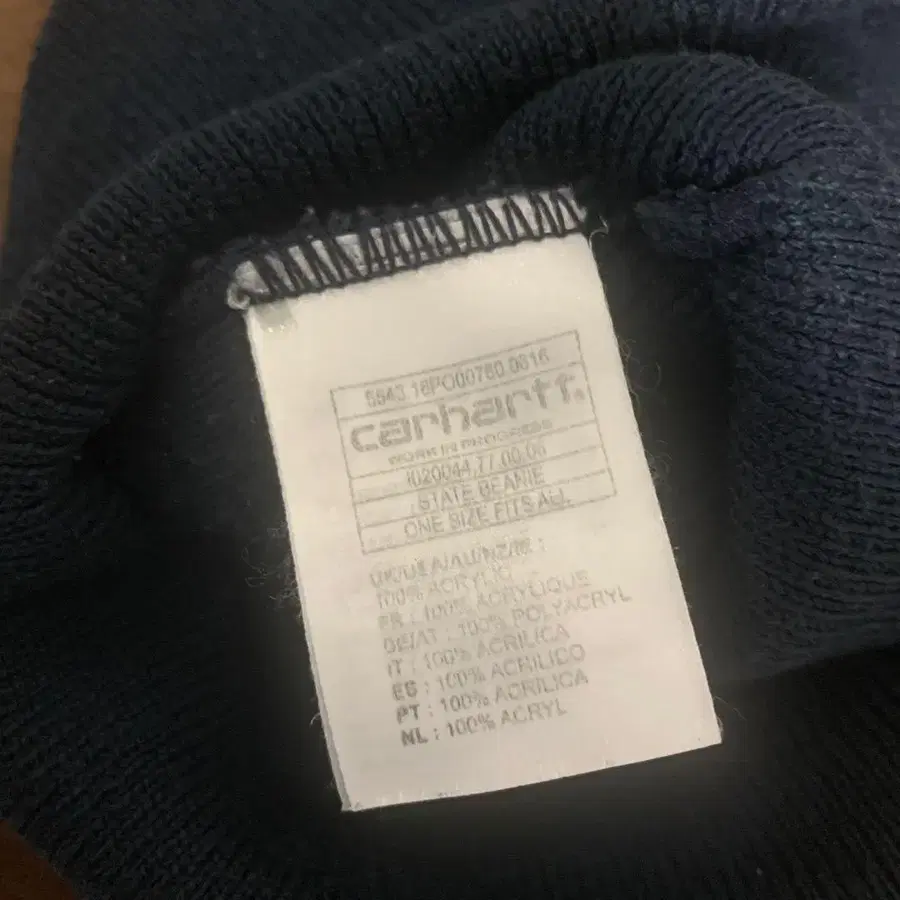 5543.16PO00760.0816
carhartt®
WORK IN PROGRESS
I020044.77.00.06
STATE BEANIE
ONE SIZE FITS ALL.
UK/USA/AU/NZ/IE :
100% ACRYLIC
FR : 100% ACRYLIQUE
DE/AT : 100% POLYACRYL
IT : 100% ACRILICA
ES : 100% ACRILICO
PT : 100% ACRILICA
NL : 100% ACRYL